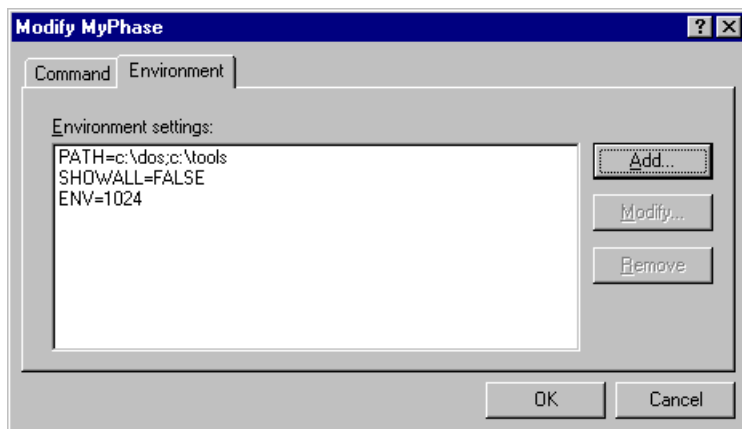 Modify MyPhase
Command
Environment
Environment settings:
PATH=c:\dos;c:\tools
SHOWALL=FALSE
ENV=1024
Add...
Modify...
Remove
OK
Cancel